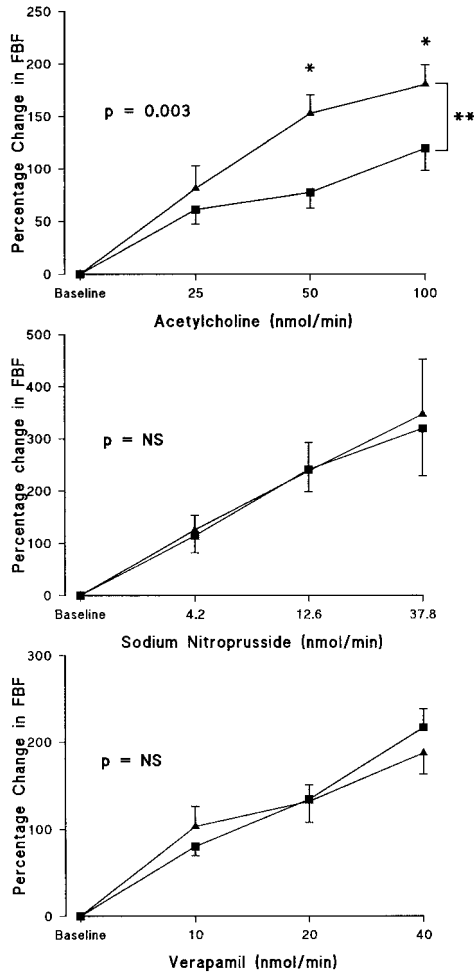 Percentage Change in FBF
250
200
150
100
50
0
p = 0.003
*
*
**
Baseline
25
50
100
Acetylcholine (nmol/min)
Percentage change in FBF
500
400
300
200
100
0
p = NS
Baseline
4.2
12.6
37.8
Sodium Nitroprusside (nmol/min)
Percentage Change in FBF
300
200
100
0
p = NS
Baseline
10
20
40
Verapamil (nmol/min)